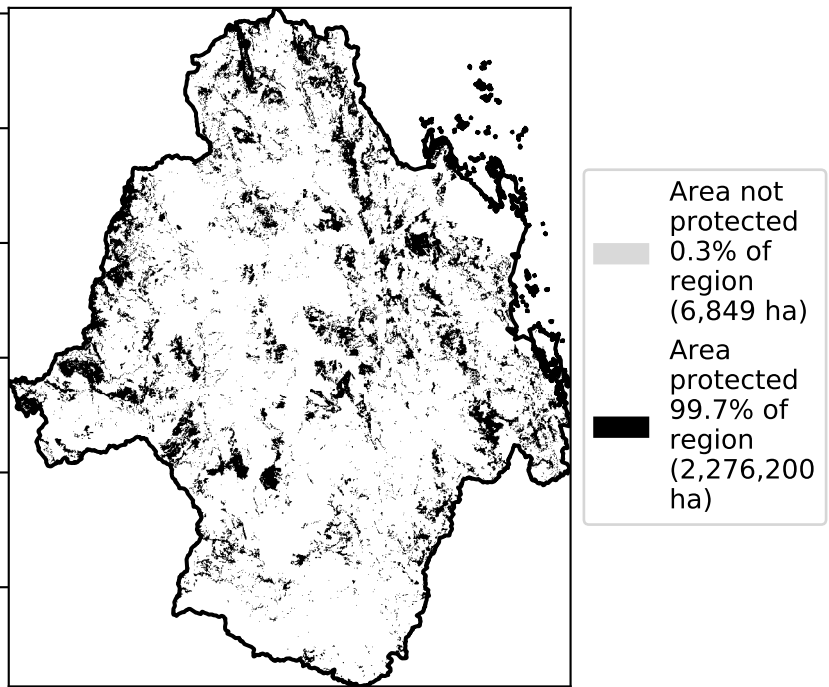 Area not
protected
0.3% of
region
(6,849 ha)
Area
protected
99.7% of
region
(2,276,200
ha)